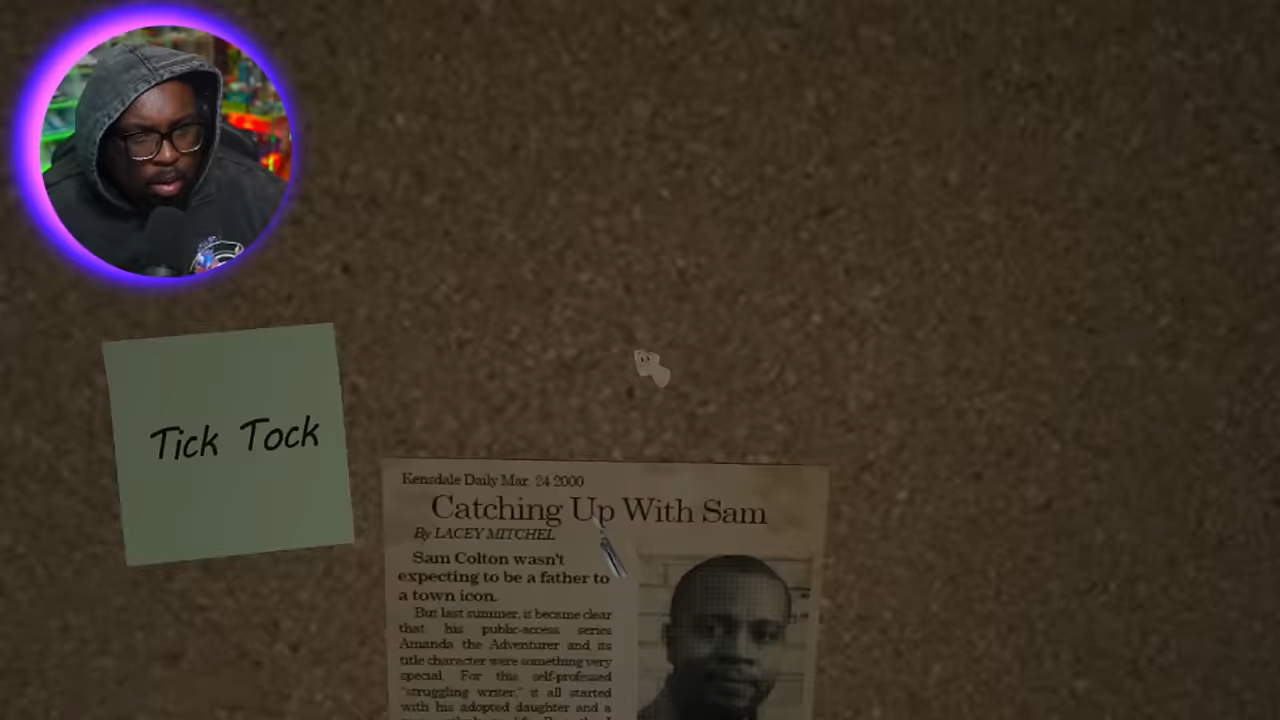 Tick Tock
Kensdale Daily Mar. 24 2000
Catching Up With Sam
By LACEY MITCHEL
Sam Colton wasn't
expecting to be a father to
a town icon.
But last summer, it became clear
that his public-access series
Amanda the Adventurer and its
title character were something very
special. For this self-professed
"struggling writer," it all started
with his adopted daughter and a